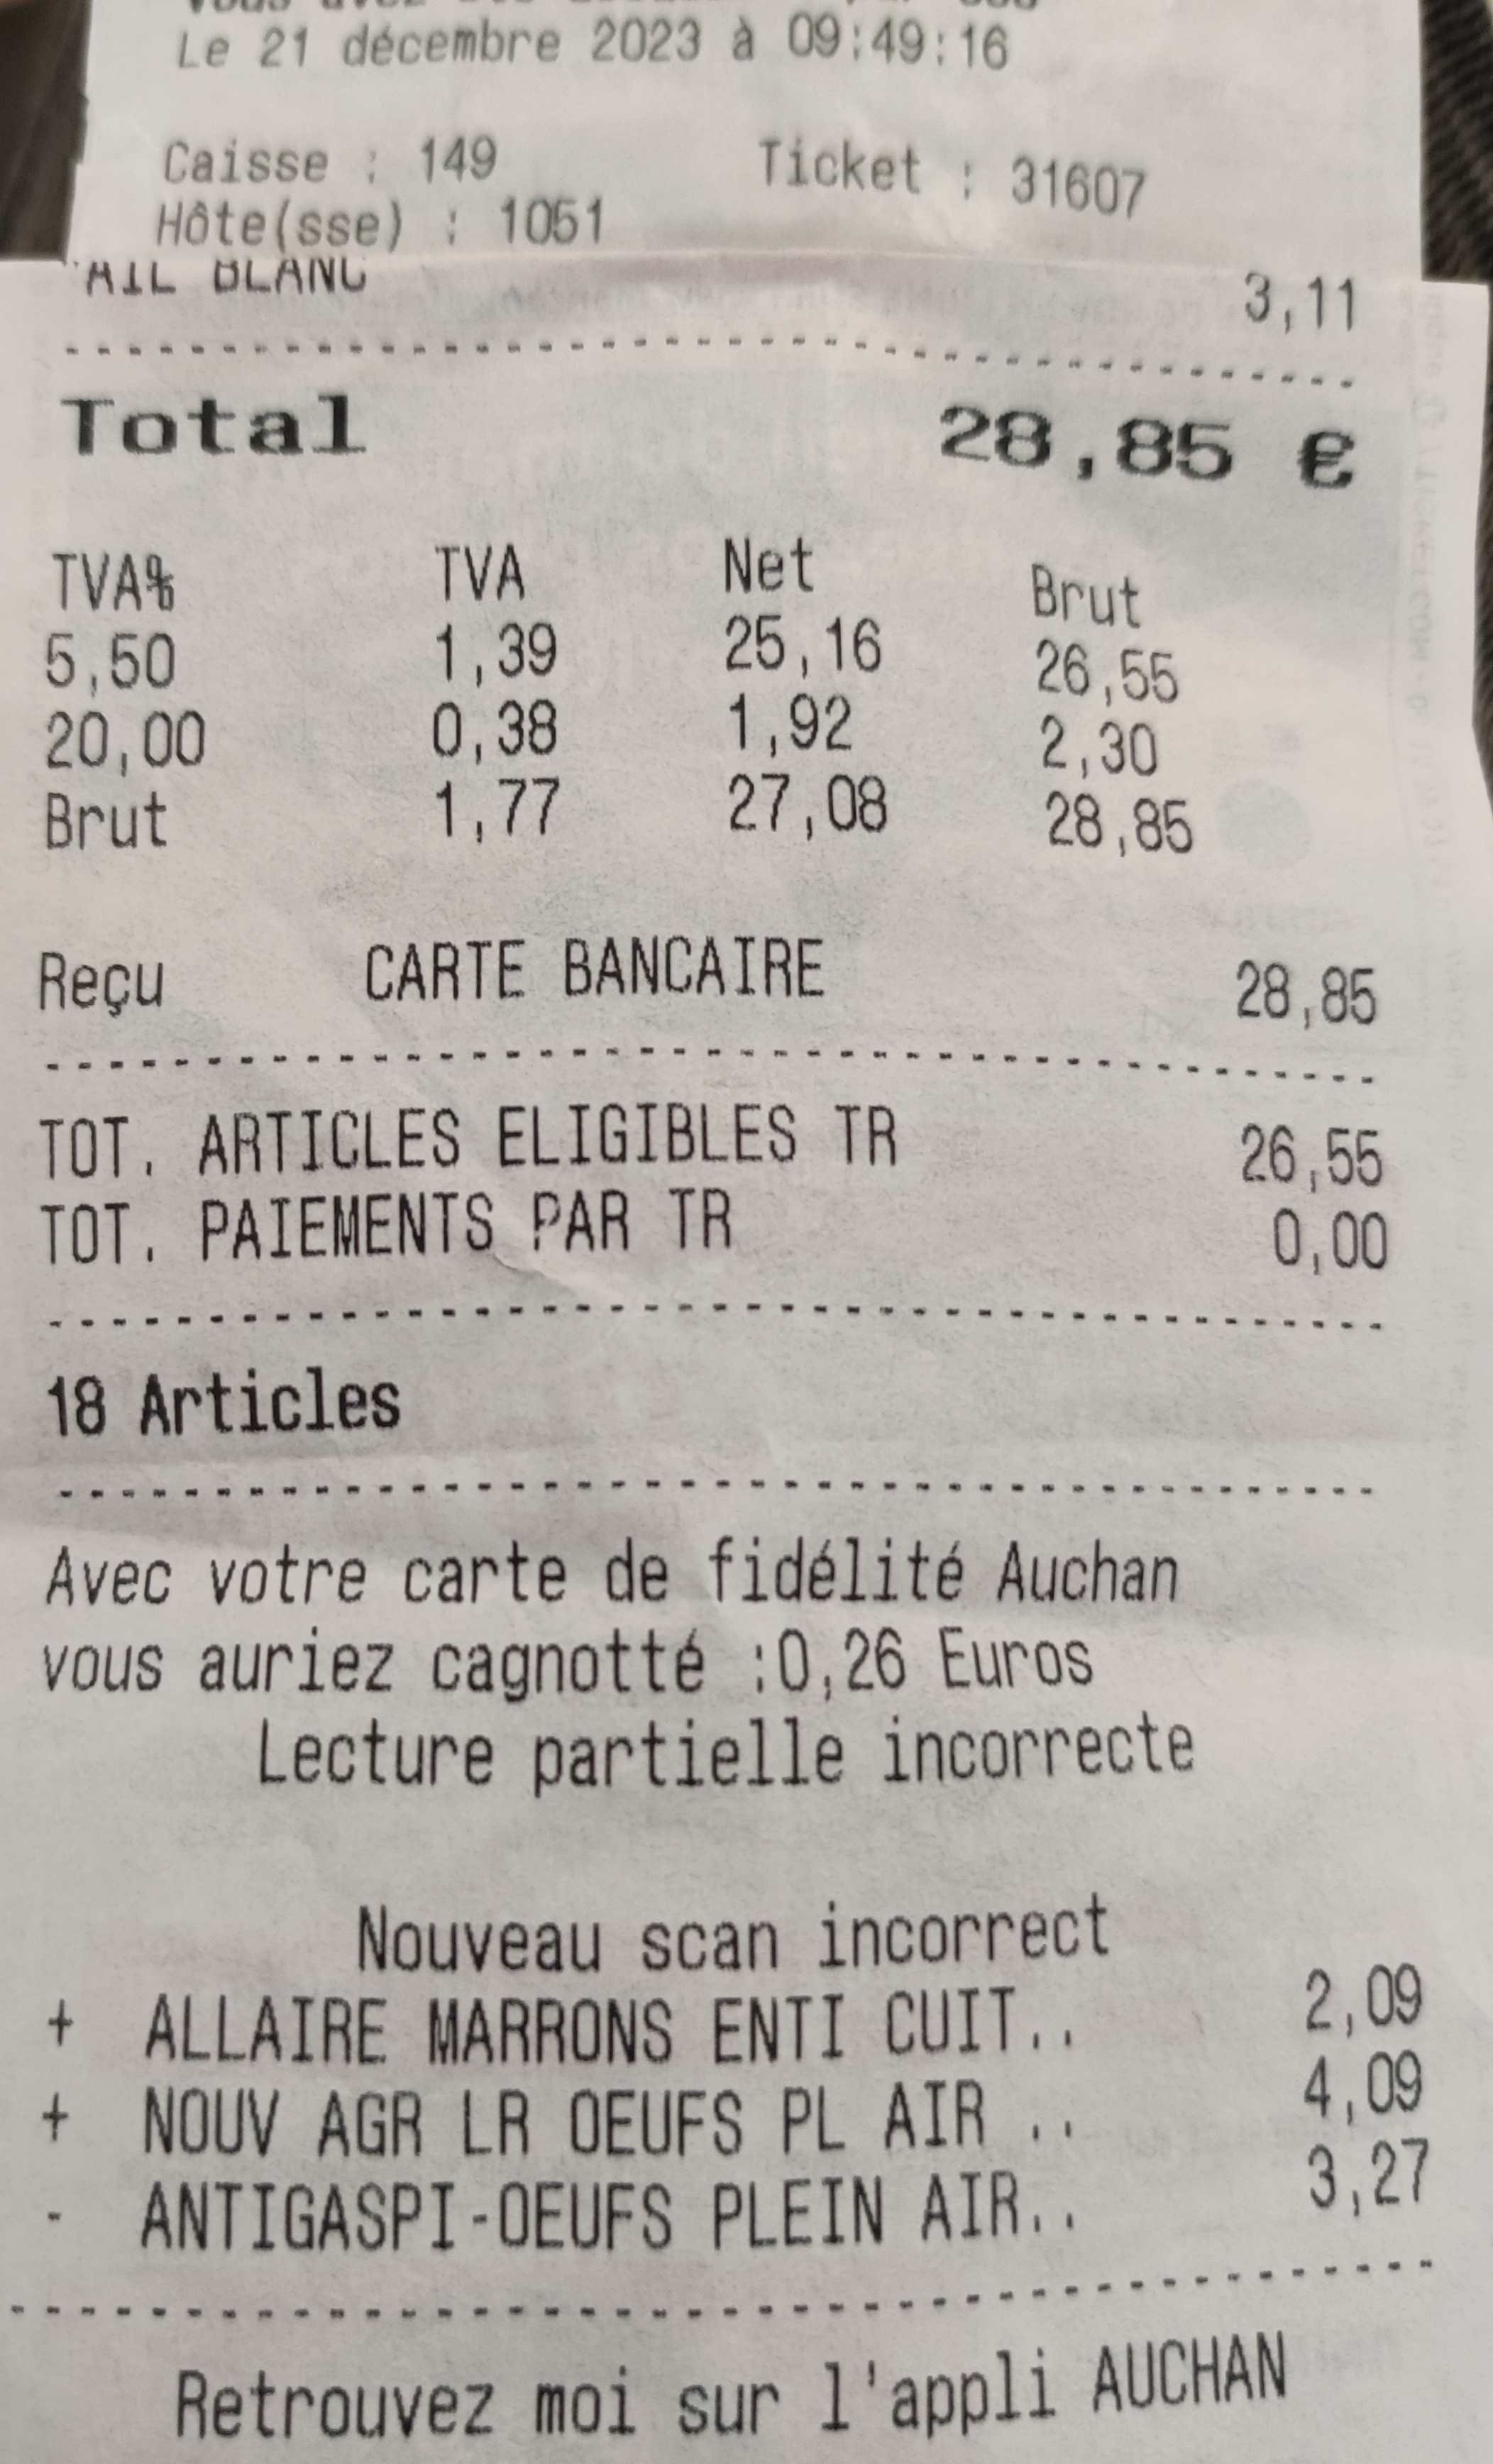 Le 21 décembre 2023 à 09:49:16
Caisse : 149 Ticket : 31607
Hôte(sse) : 1051
AIL BLANC 3,11
Total 28,85 €
TVA% TVA Net Brut
5,50 1,39 25,16 26,55
20,00 0,38 1,92 2,30
Brut 1,77 27,08 28,85
Reçu CARTE BANCAIRE 28,85
TOT. ARTICLES ELIGIBLES TR 26,55
TOT. PAIEMENTS PAR TR 0,00
18 Articles
Avec votre carte de fidélité Auchan
vous auriez cagnotté :0,26 Euros
Lecture partielle incorrecte
Nouveau scan incorrect
+ ALLAIRE MARRONS ENTI CUIT.. 2,09
+ NOUV AGR LR OEUFS PL AIR .. 4,09
- ANTIGASPI-OEUFS PLEIN AIR.. 3,27
Retrouvez moi sur l'appli AUCHAN